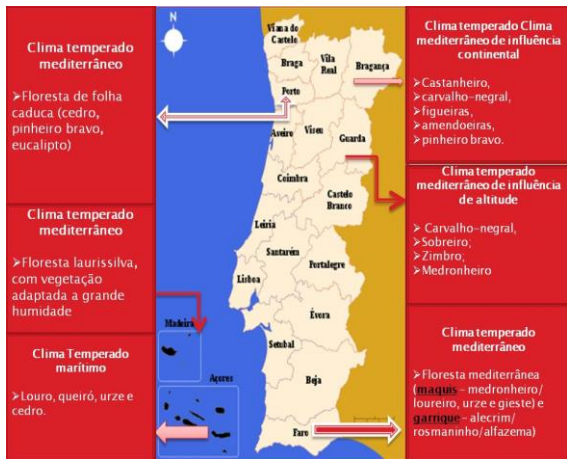 Clima temperado
mediterrâneo
➤Floresta de folha
caduca (cedro,
pinheiro bravo,
eucalipto)
Clima temperado
mediterrâneo
➤Floresta laurissilva,
com vegetação
adaptada a grande
humidade
Clima Temperado
marítimo
➤Louro, queiró, urze e
cedro.
N
Viana do
Castelo
Braga
Vila
Real
Bragança
Porto
Aveiro
Viseu
Guarda
Coimbra
Castelo
Branco
Leiria
Santarém
Portalegre
Lisboa
Évora
Setubal
Beja
Faro
Madeira
Açores
Clima temperado Clima
mediterrâneo de influência
continental
➤Castanheiro,
➤carvalho-negral,
➤figueiras,
➤amendoeiras,
➤pinheiro bravo.
Clima temperado
mediterrâneo de influência
de altitude
➤ Carvalho-negral,
➤Sobreiro;
➤Zimbro;
➤Medronheiro
Clima temperado
mediterrâneo
➤Floresta mediterrânea
(maquis - medronheiro/
loureiro, urze e gieste) e
garrique- alecrim/
rosmaninho/alfazema)